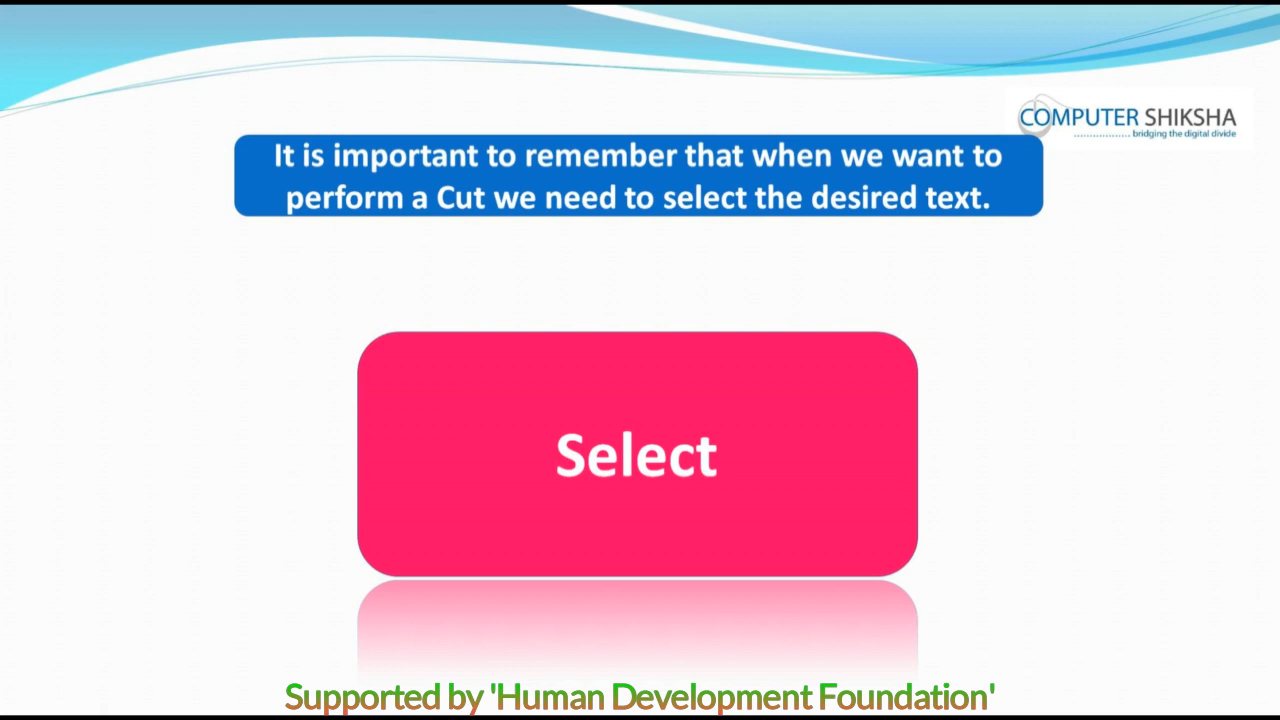 COMPUTER SHIKSHA
bridging the digital divide
It is important to remember that when we want to
perform a Cut we need to select the desired text.
Select
Supported by 'Human Development Foundation'